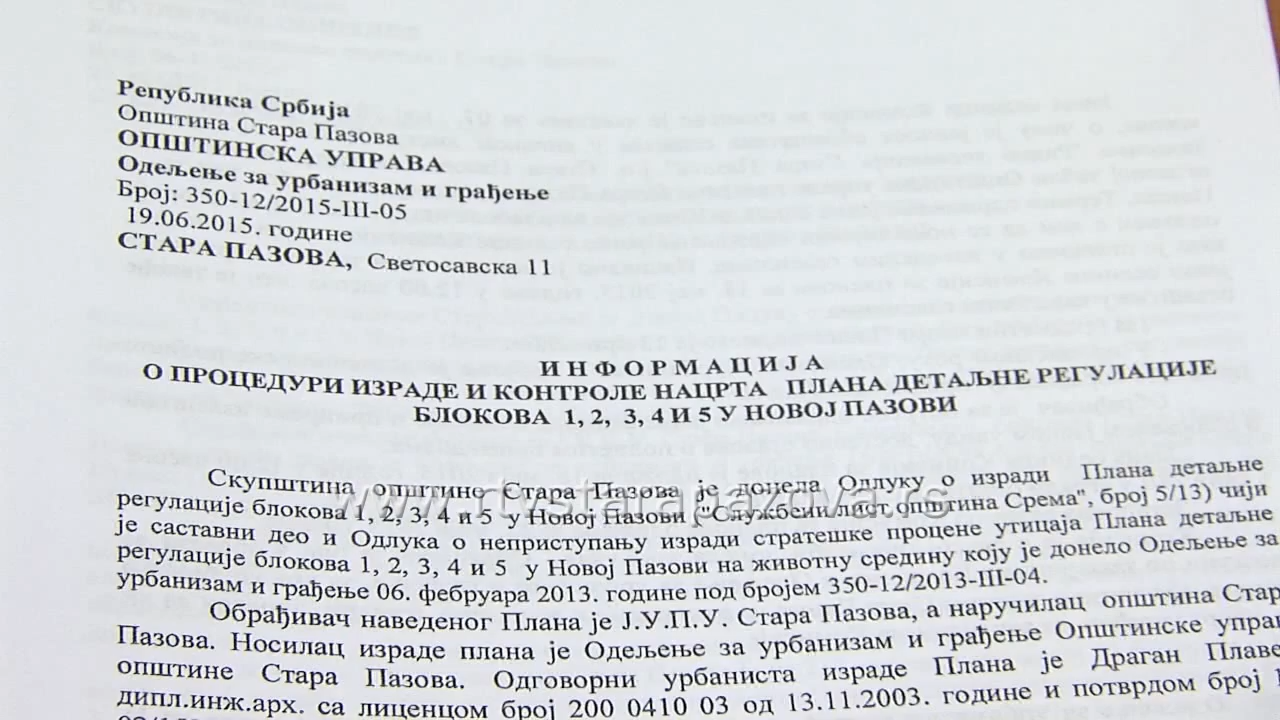 Република Србија
Општина Стара Пазова
ОПШТИНСКА УПРАВА
Одељење за урбанизам и грађење
Број: 350-12/2015-III-05
19.06.2015. године
СТАРА ПАЗОВА, Светосавска 11
И Н Ф О Р М А Ц И Ј А
О ПРОЦЕДУРИ ИЗРАДЕ И КОНТРОЛЕ НАЦРТА ПЛАНА ДЕТАЉНЕ РЕГУЛАЦИЈЕ
БЛОКОВА 1, 2, 3, 4 И 5 У НОВОЈ ПАЗОВИ
Скупштина општине Стара Пазова је донела Одлуку о изради Плана детаљне
регулације блокова 1, 2, 3, 4 и 5 у Новој Пазови ("Службени лист општина Срема", број 5/13) чији
је саставни део и Одлука о неприступању изради стратешке процене утицаја Плана детаљне
регулације блокова 1, 2, 3, 4 и 5 у Новој Пазови на животну средину коју је донело Одељење за
урбанизам и грађење 06. фебруара 2013. године под бројем 350-12/2013-III-04.
Обрађивач наведеног Плана је Ј.У.П.У. Стара Пазова, а наручилац општина Стар
Пазова. Носилац израде плана је Одељење за урбанизам и грађење Општинске управ
општине Стара Пазова. Одговорни урбаниста израде Плана је Драган Плаве
дипл.инж.арх. са лиценцом број 200 0410 03 од 13.11.2003. године и потврдом број
www.rtvstarapazova.rs